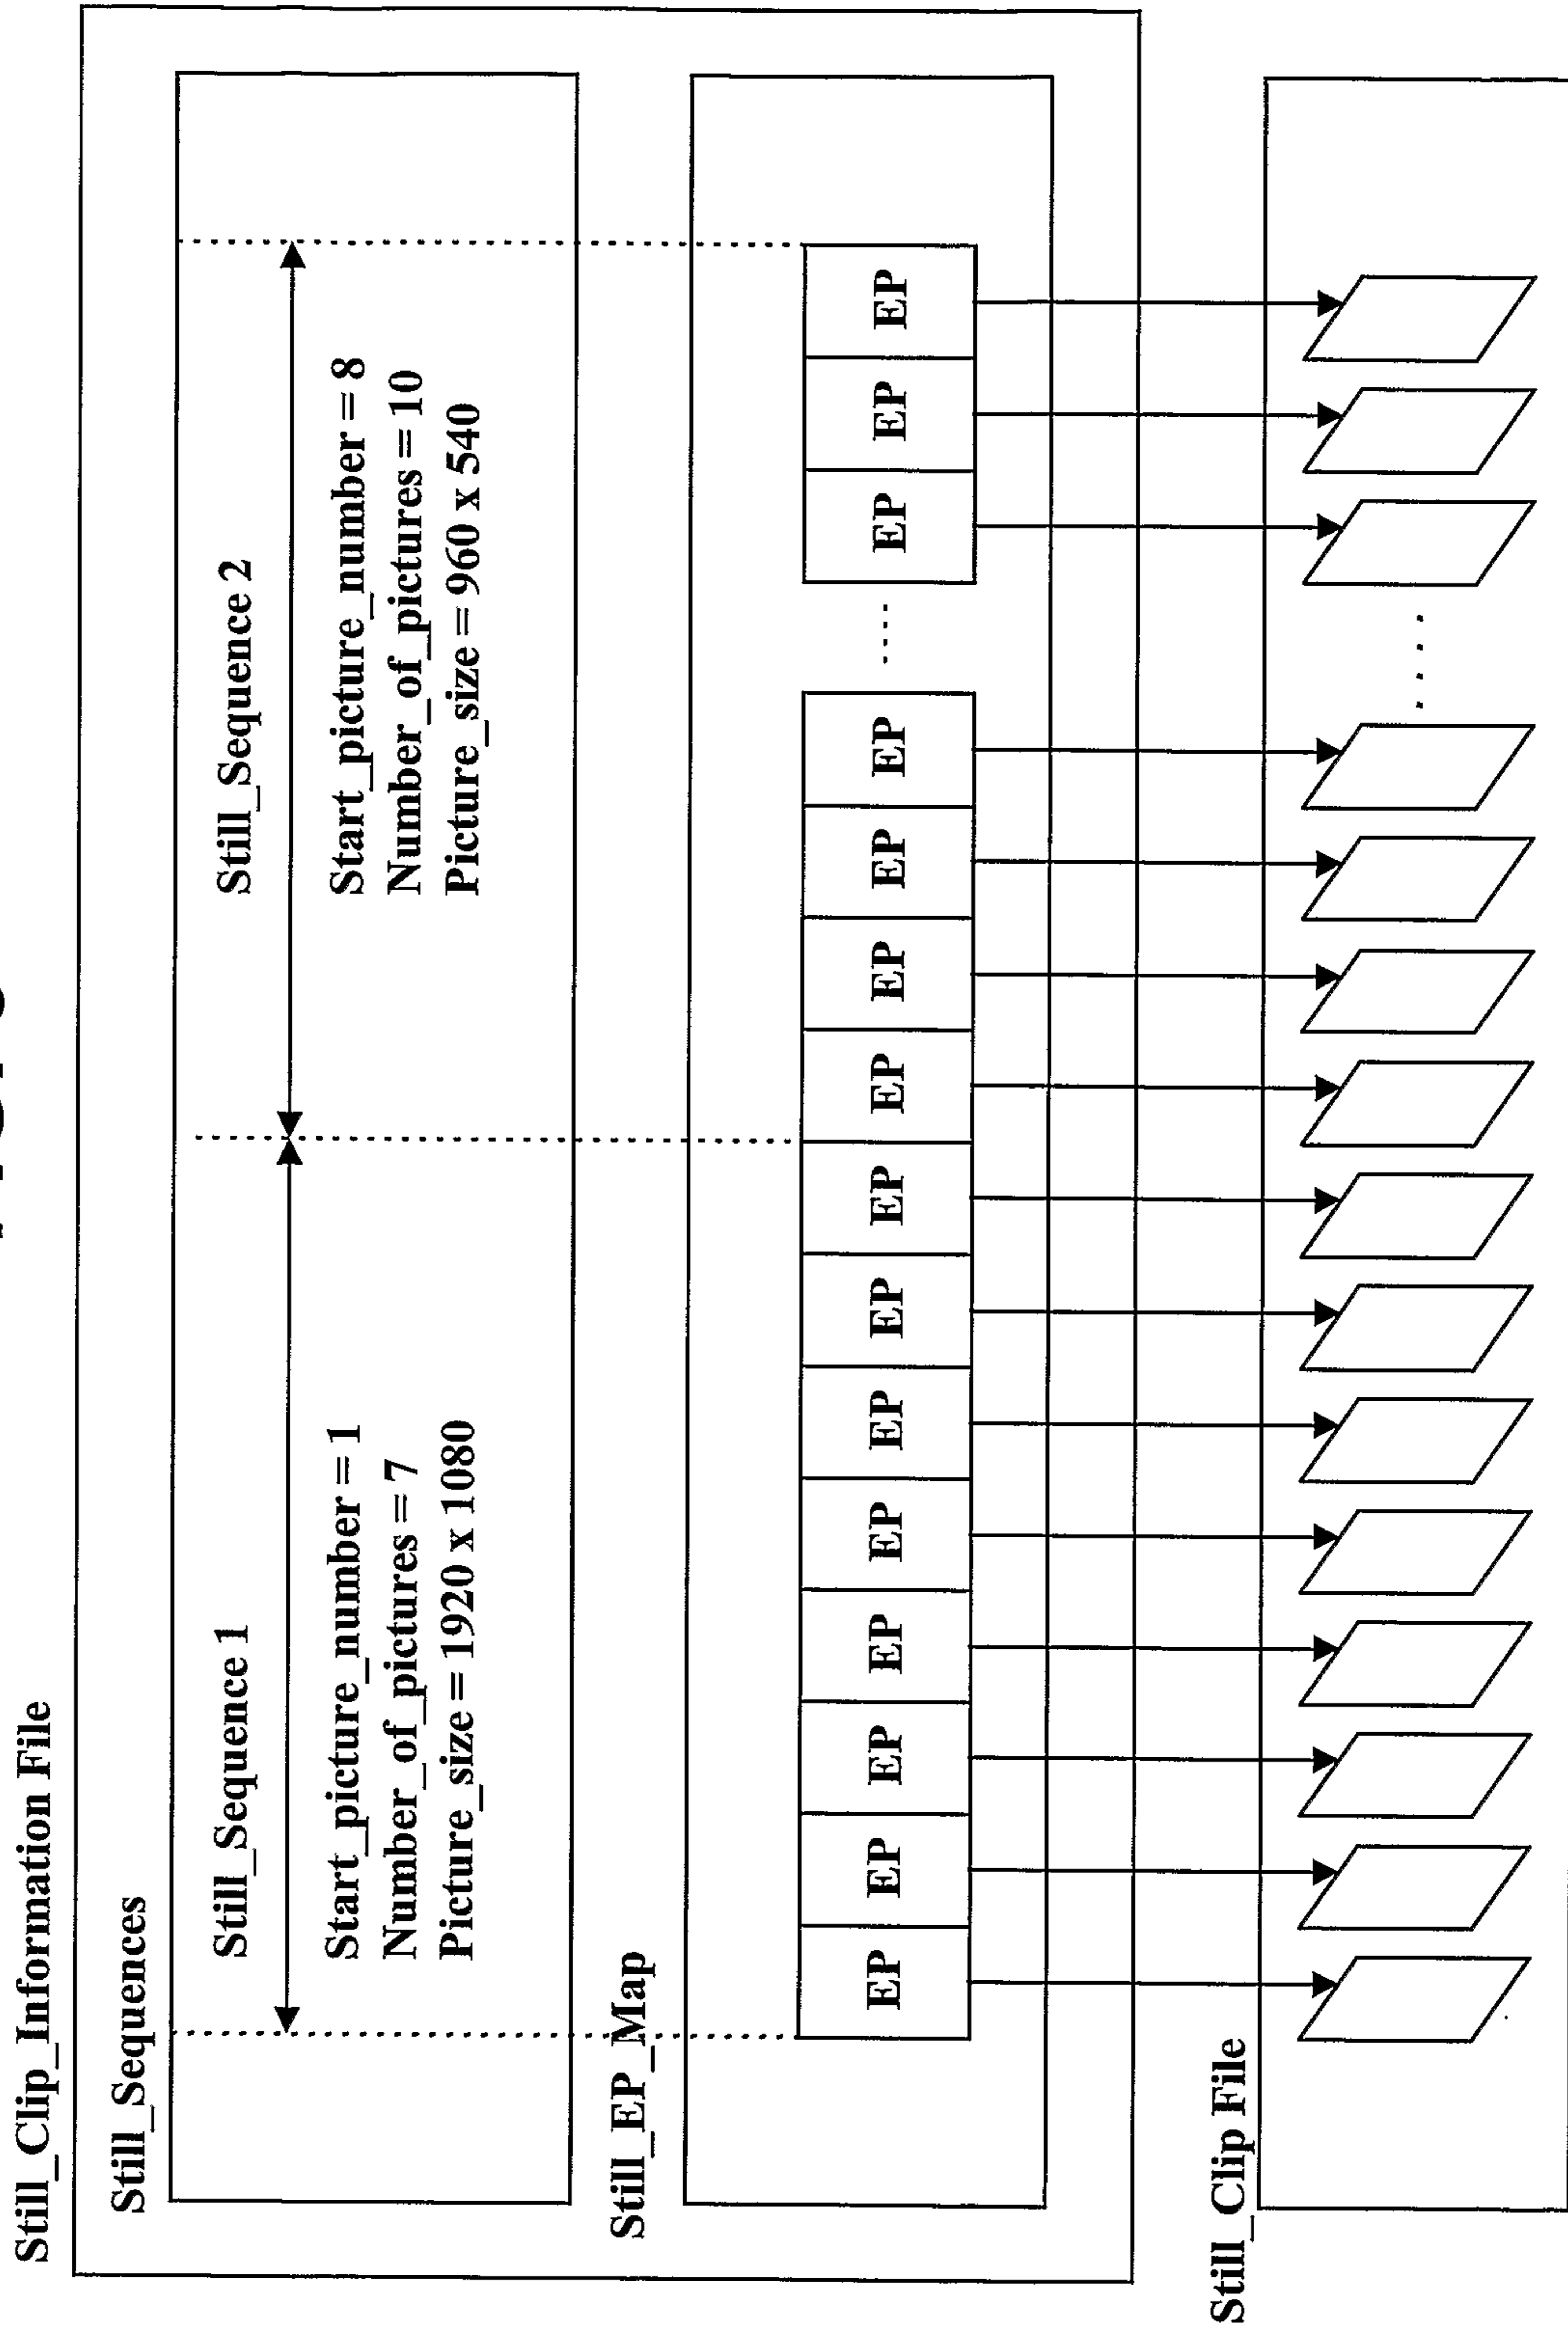 Still_Clip_Information File
Still_Sequences
Still_Sequence 1
Still_Sequence 2
Start_picture_number = 1
Number_of_pictures = 7
Picture_size = 1920 x 1080
Start_picture_number = 8
Number_of_pictures = 10
Picture_size = 960 x 540
Still_EP_Map
EP EP EP EP EP EP EP EP EP EP EP EP ..... EP EP EP
Still_Clip File
. . . . .